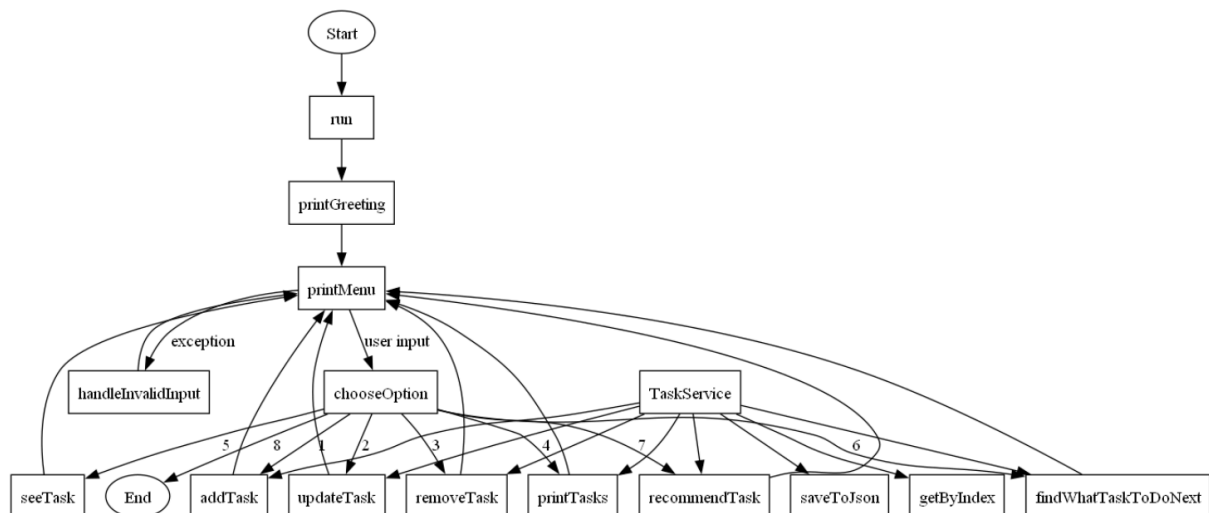 Start
run
printGreeting
printMenu
exception
user input
handleInvalidInput
chooseOption
TaskService
5
8
1
2
3
4
7
6
seeTask
End
addTask
updateTask
removeTask
printTasks
recommendTask
saveToJson
getByIndex
findWhatTaskToDoNext